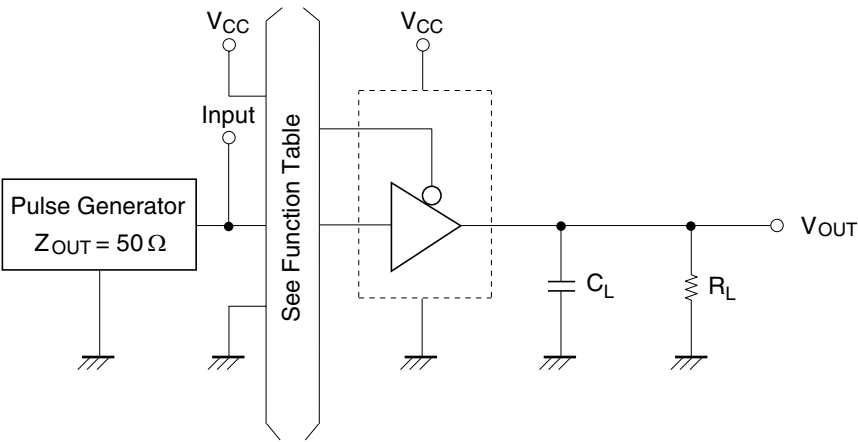 VCC
VCC
Input
Pulse Generator
ZOUT = 50 Ω
See Function Table
VOUT
CL
RL